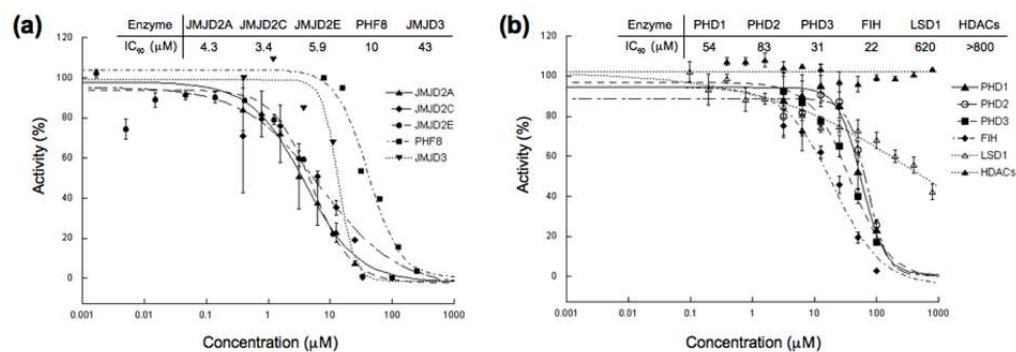 (a)
Enzyme JMJD2A JMJD2C JMJD2E PHF8 JMJD3
IC₅₀ (μM) 4.3 3.4 5.9 10 43
Activity (%)
120
100
80
60
40
20
0
0.001 0.01 0.1 1 10 100 1000
Concentration (μM)
JMJD2A
JMJD2C
JMJD2E
PHF8
JMJD3
(b)
Enzyme PHD1 PHD2 PHD3 FIH LSD1 HDACs
IC₅₀ (μM) 54 83 31 22 620 >800
Activity (%)
120
100
80
60
40
20
0
0.001 0.01 0.1 1 10 100 1000
Concentration (μM)
PHD1
PHD2
PHD3
FIH
LSD1
HDACs